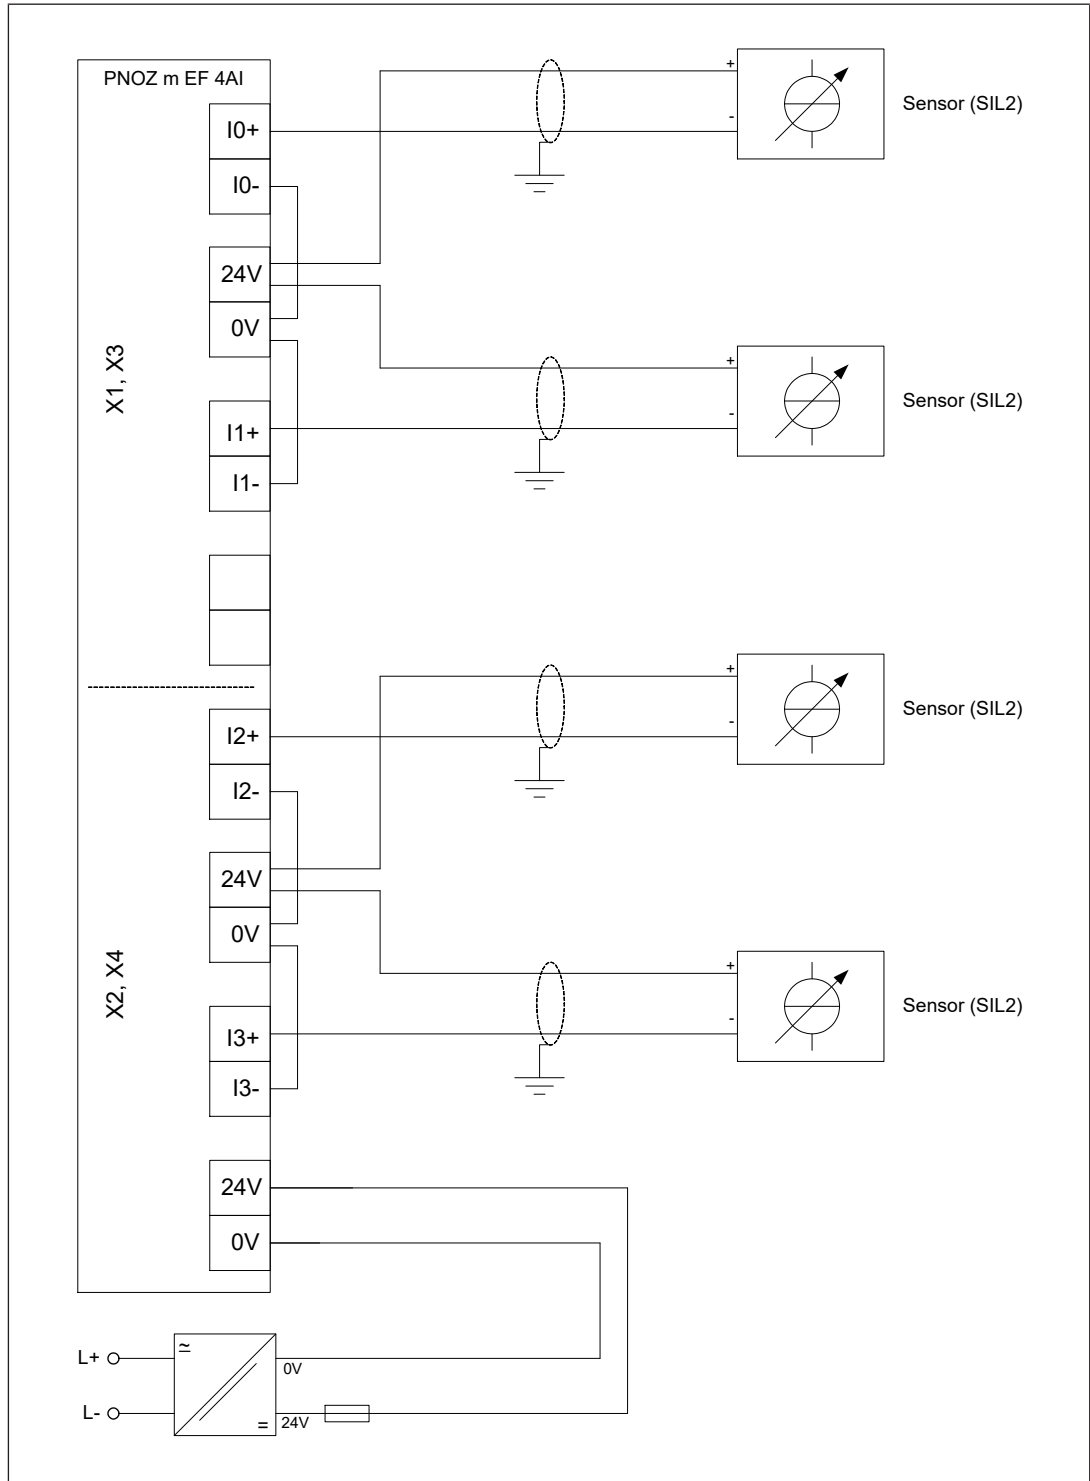 PNOZ m EF 4AI
I0+
+
-
Sensor (SIL2)
I0-
24V
0V
X1, X3
+
-
Sensor (SIL2)
I1+
I1-
+
-
Sensor (SIL2)
I2+
I2-
24V
0V
X2, X4
+
-
Sensor (SIL2)
I3+
I3-
24V
0V
L+
≃
0V
L-
=
24V